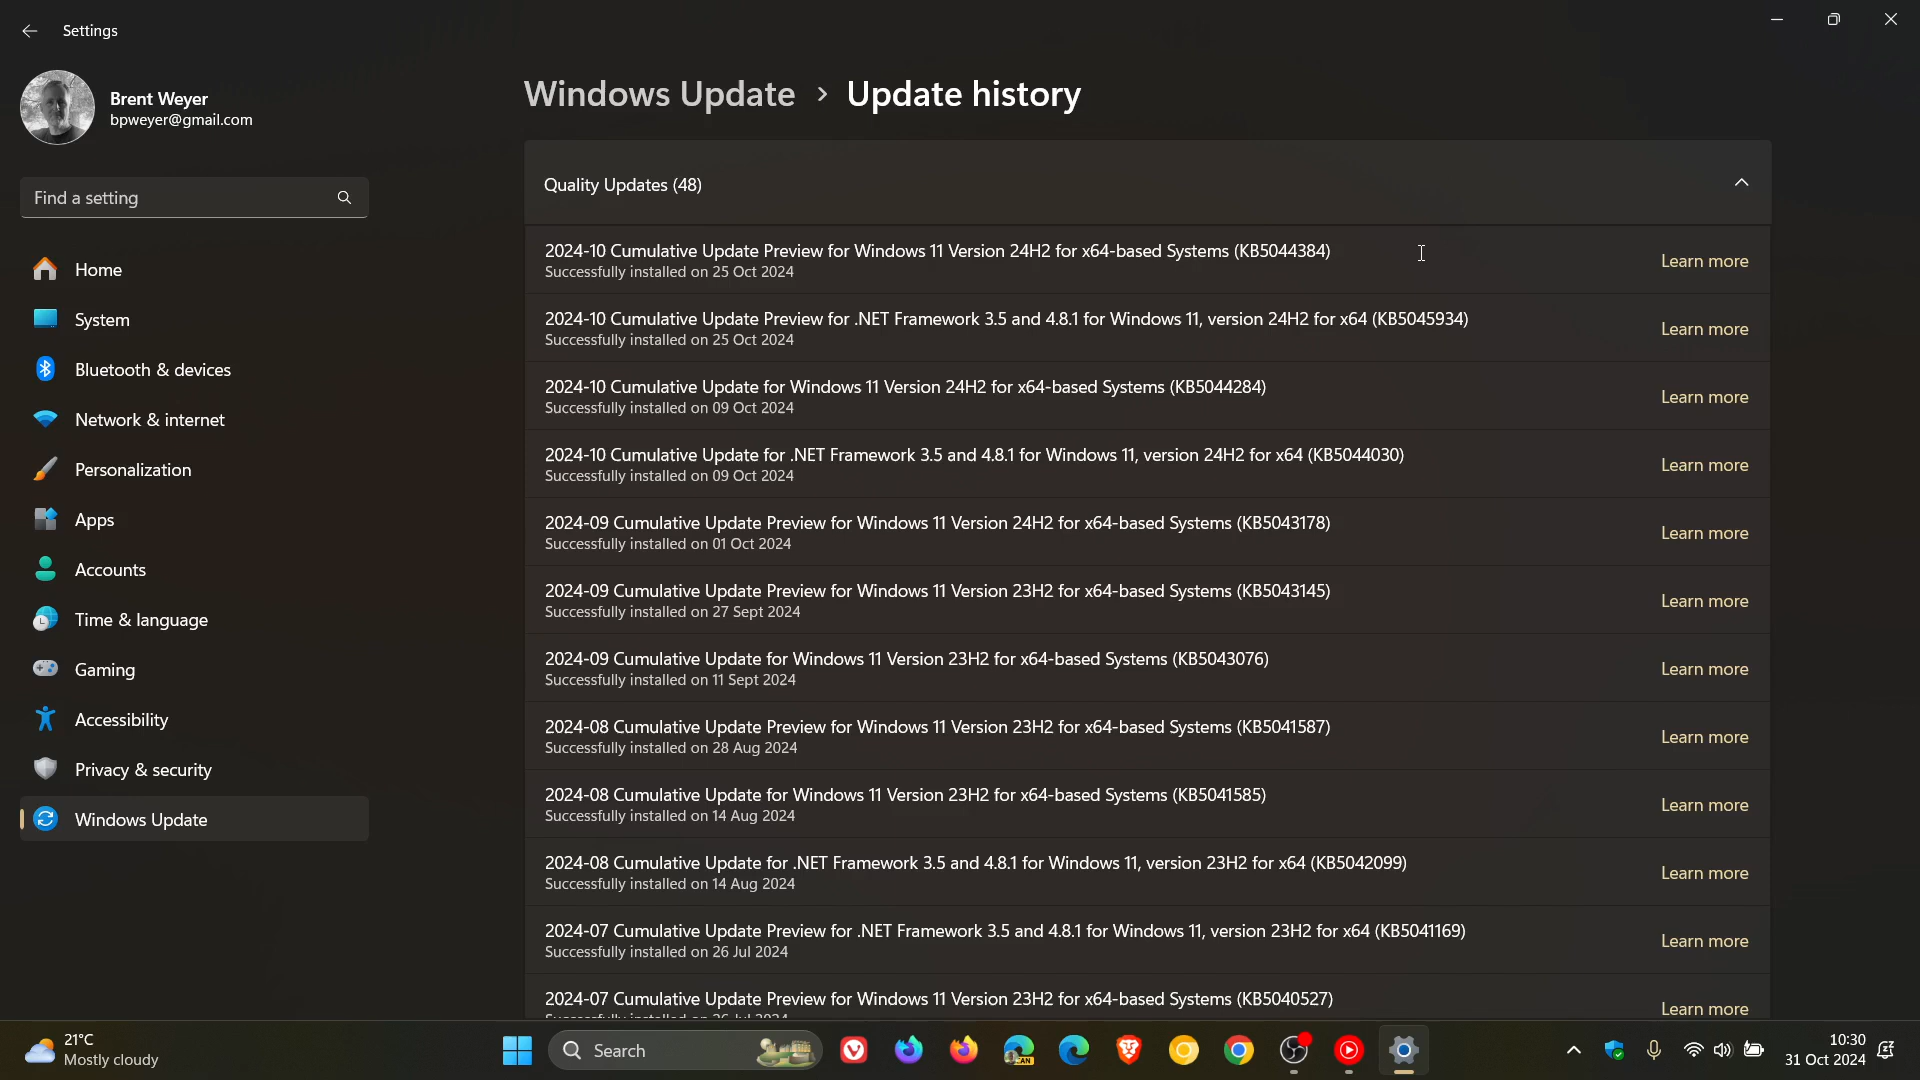 Settings
Brent Weyer
bpweyer@gmail.com
Find a setting
Home
System
Bluetooth & devices
Network & internet
Personalization
Apps
Accounts
Time & language
Gaming
Accessibility
Privacy & security
Windows Update
Windows Update > Update history
Quality Updates (48)
2024-10 Cumulative Update Preview for Windows 11 Version 24H2 for x64-based Systems (KB5044384)
Successfully installed on 25 Oct 2024
Learn more
2024-10 Cumulative Update Preview for .NET Framework 3.5 and 4.8.1 for Windows 11, version 24H2 for x64 (KB5045934)
Successfully installed on 25 Oct 2024
Learn more
2024-10 Cumulative Update for Windows 11 Version 24H2 for x64-based Systems (KB5044284)
Successfully installed on 09 Oct 2024
Learn more
2024-10 Cumulative Update for .NET Framework 3.5 and 4.8.1 for Windows 11, version 24H2 for x64 (KB5044030)
Successfully installed on 09 Oct 2024
Learn more
2024-09 Cumulative Update Preview for Windows 11 Version 24H2 for x64-based Systems (KB5043178)
Successfully installed on 01 Oct 2024
Learn more
2024-09 Cumulative Update Preview for Windows 11 Version 23H2 for x64-based Systems (KB5043145)
Successfully installed on 27 Sept 2024
Learn more
2024-09 Cumulative Update for Windows 11 Version 23H2 for x64-based Systems (KB5043076)
Successfully installed on 11 Sept 2024
Learn more
2024-08 Cumulative Update Preview for Windows 11 Version 23H2 for x64-based Systems (KB5041587)
Successfully installed on 28 Aug 2024
Learn more
2024-08 Cumulative Update for Windows 11 Version 23H2 for x64-based Systems (KB5041585)
Successfully installed on 14 Aug 2024
Learn more
2024-08 Cumulative Update for .NET Framework 3.5 and 4.8.1 for Windows 11, version 23H2 for x64 (KB5042099)
Successfully installed on 14 Aug 2024
Learn more
2024-07 Cumulative Update Preview for .NET Framework 3.5 and 4.8.1 for Windows 11, version 23H2 for x64 (KB5041169)
Successfully installed on 26 Jul 2024
Learn more
2024-07 Cumulative Update Preview for Windows 11 Version 23H2 for x64-based Systems (KB5040527)
Successfully installed on 26 Jul 2024
Learn more
21°C
Mostly cloudy
Search
CAN
10:30
31 Oct 2024